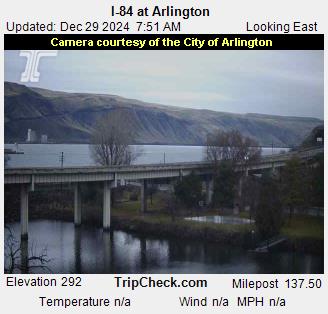 I-84 at Arlington
Updated: Dec 29 2024 7:51 AM Looking East
Camera courtesy of the City of Arlington
Elevation 292 TripCheck.com Milepost 137.50
Temperature n/a Wind n/a MPH n/a